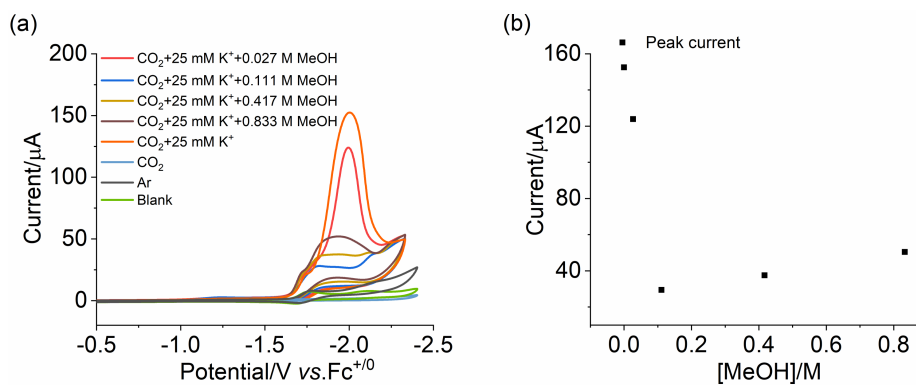 (a)
200
150
100
50
0
Current/μA
CO₂+25 mM K⁺+0.027 M MeOH
CO₂+25 mM K⁺+0.111 M MeOH
CO₂+25 mM K⁺+0.417 M MeOH
CO₂+25 mM K⁺+0.833 M MeOH
CO₂+25 mM K⁺
CO₂
Ar
Blank
-0.5 -1.0 -1.5 -2.0 -2.5
Potential/V vs.Fc⁺/⁰
(b)
Peak current
160
120
80
40
Current/μA
0.0 0.2 0.4 0.6 0.8
[MeOH]/M